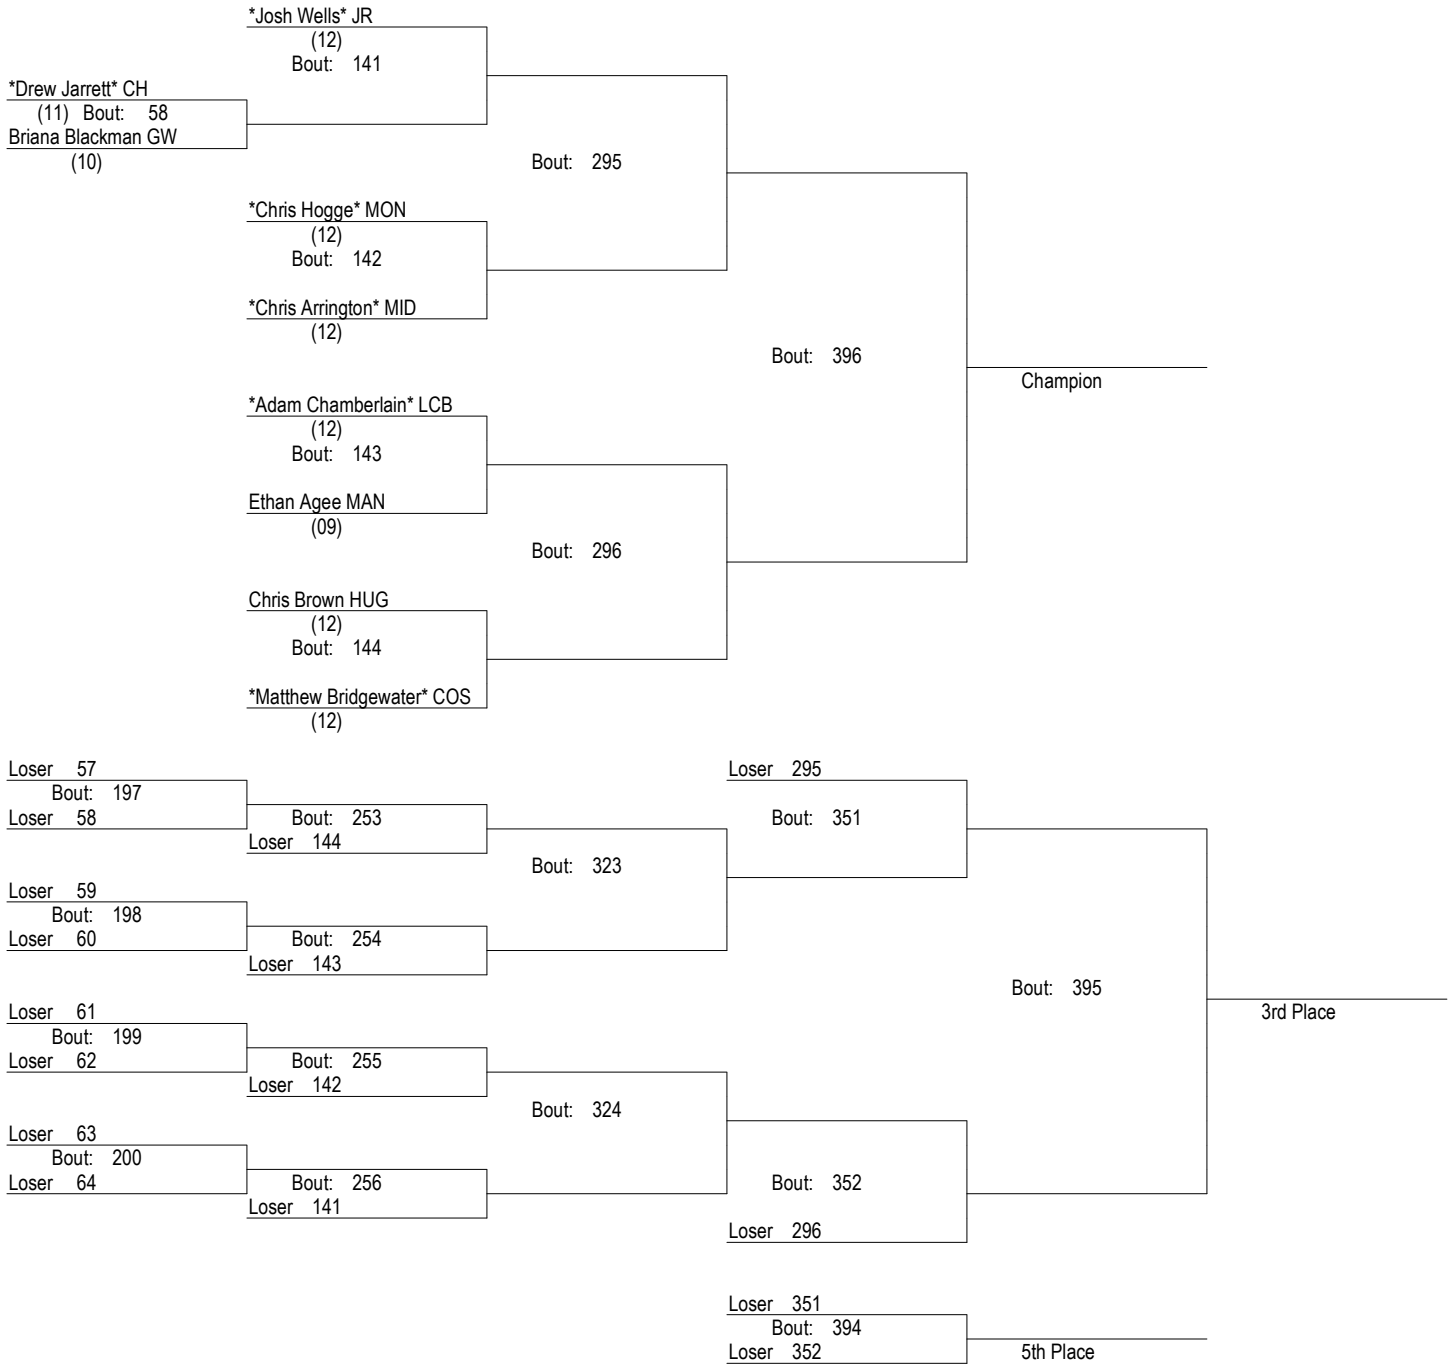 *Josh Wells* JR
(12)
Bout: 141
*Drew Jarrett* CH
(11) Bout: 58
Briana Blackman GW
(10)
Bout: 295
*Chris Hogge* MON
(12)
Bout: 142
*Chris Arrington* MID
(12)
Bout: 396
Champion
*Adam Chamberlain* LCB
(12)
Bout: 143
Ethan Agee MAN
(09)
Bout: 296
Chris Brown HUG
(12)
Bout: 144
*Matthew Bridgewater* COS
(12)
Loser 57
Bout: 197
Loser 58
Bout: 253
Loser 144
Bout: 323
Loser 295
Bout: 351
Loser 59
Bout: 198
Loser 60
Bout: 254
Loser 143
Bout: 395
3rd Place
Loser 61
Bout: 199
Loser 62
Bout: 255
Loser 142
Bout: 324
Loser 63
Bout: 200
Loser 64
Bout: 256
Loser 141
Bout: 352
Loser 296
Loser 351
Bout: 394
Loser 352
5th Place